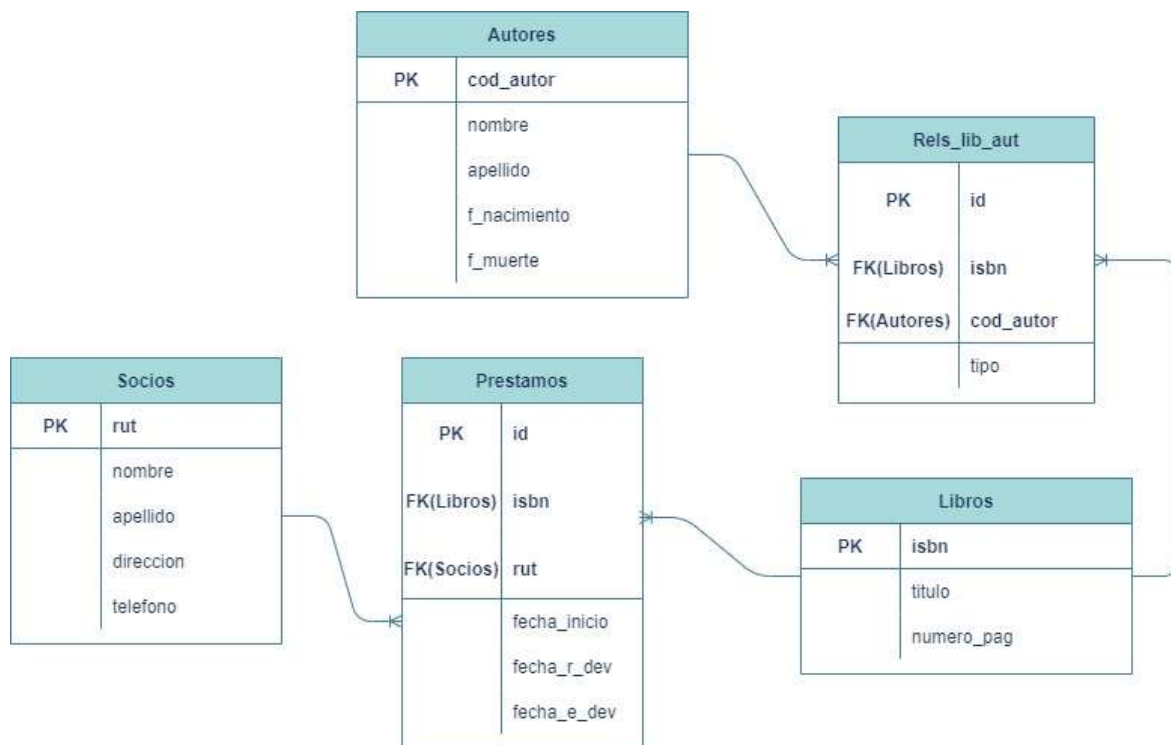 Autores
PK cod_autor
nombre
apellido
f_nacimiento
f_muerte
Rels_lib_aut
PK id
FK(Libros) isbn
FK(Autores) cod_autor
tipo
Socios
PK rut
nombre
apellido
direccion
telefono
Prestamos
PK id
FK(Libros) isbn
FK(Socios) rut
fecha_inicio
fecha_r_dev
fecha_e_dev
Libros
PK isbn
titulo
numero_pag